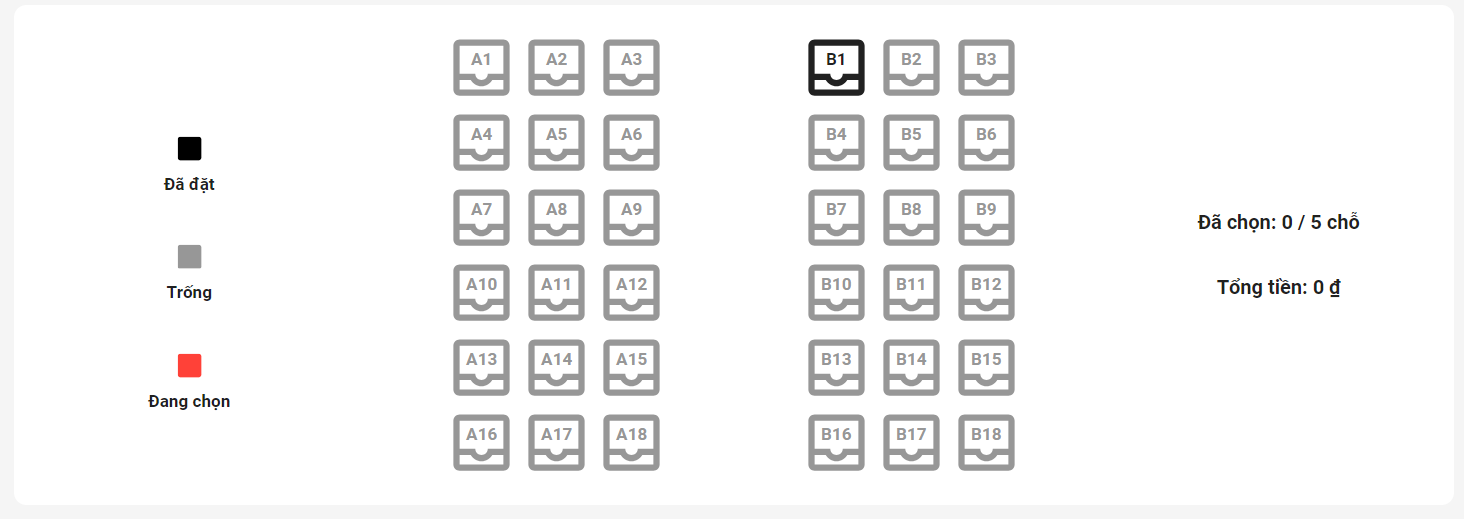 Đã đặt
Trống
Đang chọn
A1 A2 A3
A4 A5 A6
A7 A8 A9
A10 A11 A12
A13 A14 A15
A16 A17 A18
B1 B2 B3
B4 B5 B6
B7 B8 B9
B10 B11 B12
B13 B14 B15
B16 B17 B18
Đã chọn: 0 / 5 chỗ
Tổng tiền: 0 ₫